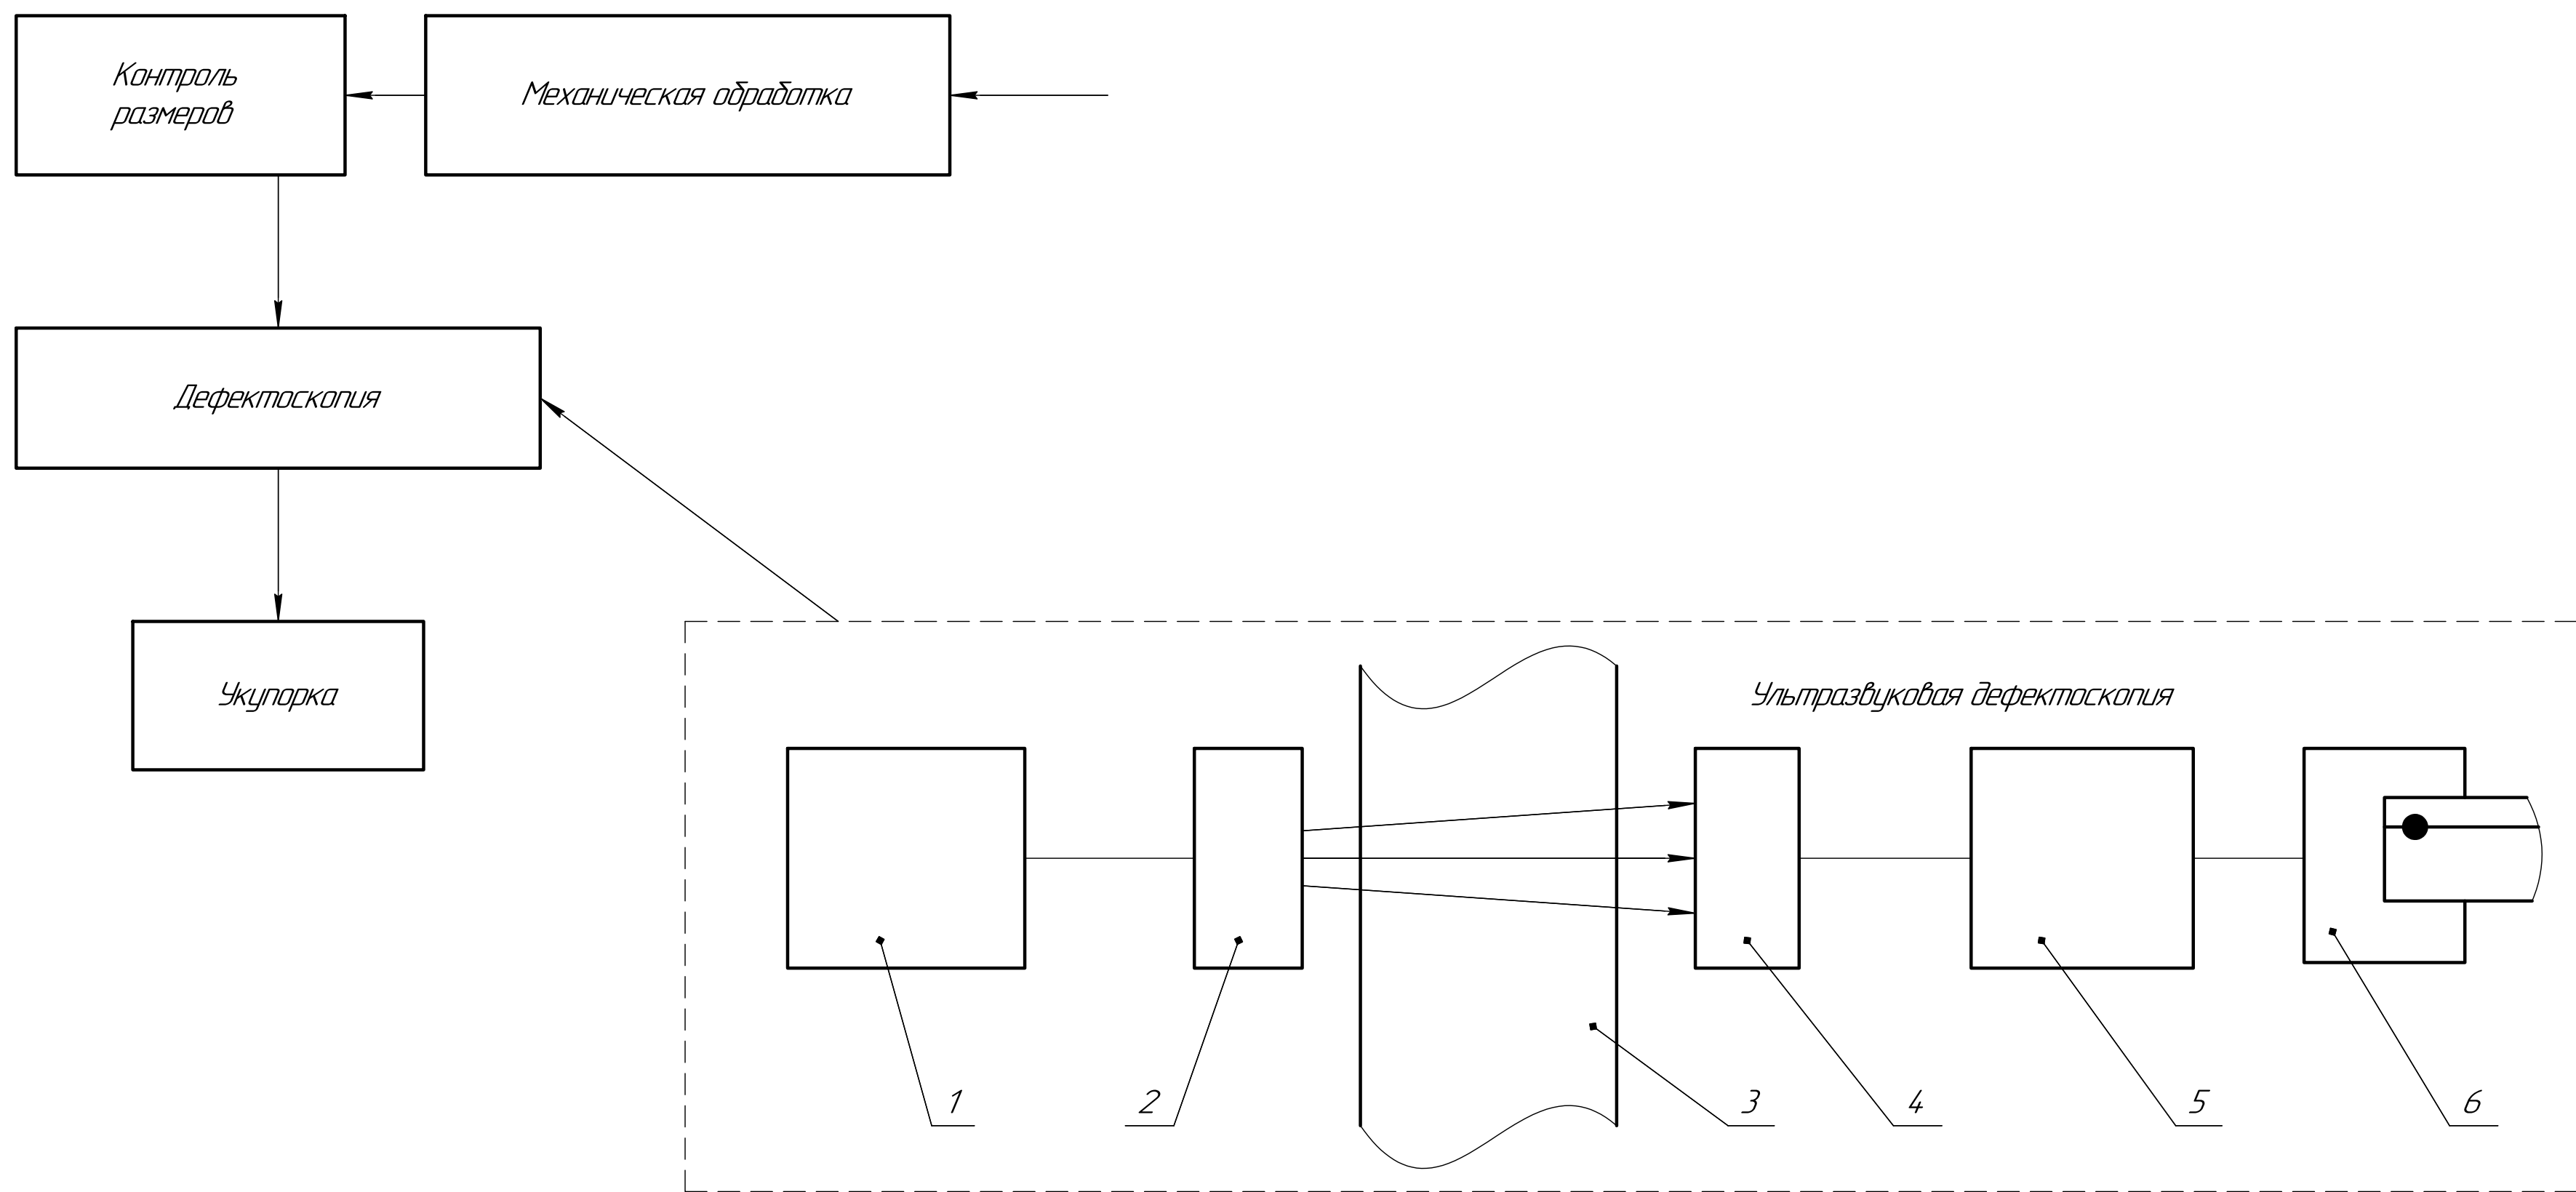 Контроль
размеров
Механическая обработка
Дефектоскопия
Укупорка
Ультразвуковая дефектоскопия
1
2
3
4
5
6